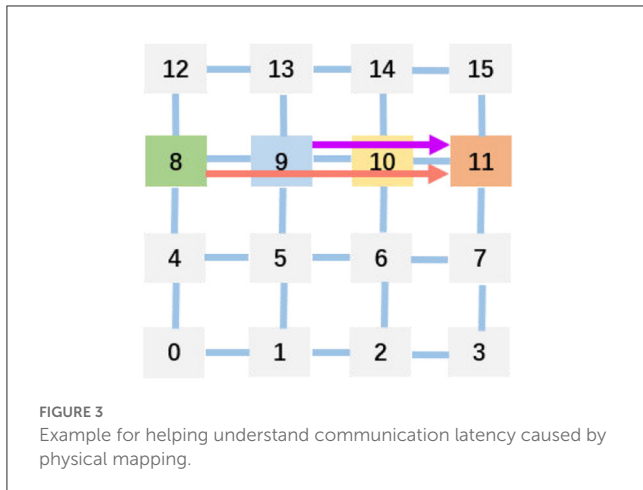 12 13 14 15
8 9 10 11
4 5 6 7
0 1 2 3
FIGURE 3
Example for helping understand communication latency caused by
physical mapping.